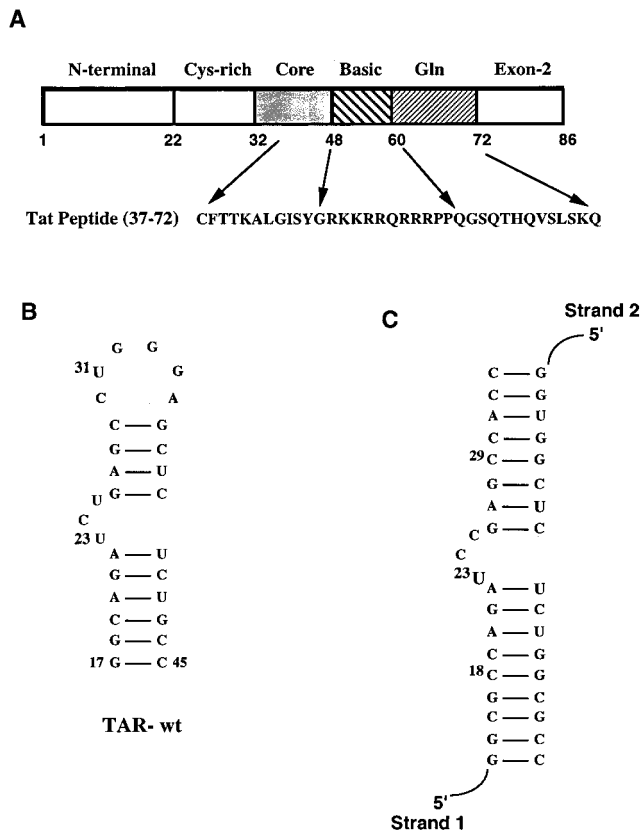 A
N-terminal Cys-rich Core Basic Gln Exon-2
1 22 32 48 60 72 86
Tat Peptide (37-72) CFTTKALGISYGRKKRRQRRRPPQGSQTHQVSLSKQ
B
G G
31 U G
C A
C — G
G — C
A — U
G — C
U
C
23 U
A — U
G — C
A — U
C — G
G — C
17 G — C 45
TAR- wt
C
Strand 2
5'
C — G
C — G
A — U
C — G
29 C — G
G — C
A — U
G — C
C
C
23 U
A — U
G — C
A — U
C — G
18 C — G
G — C
C — G
G — C
G — C
5'
Strand 1